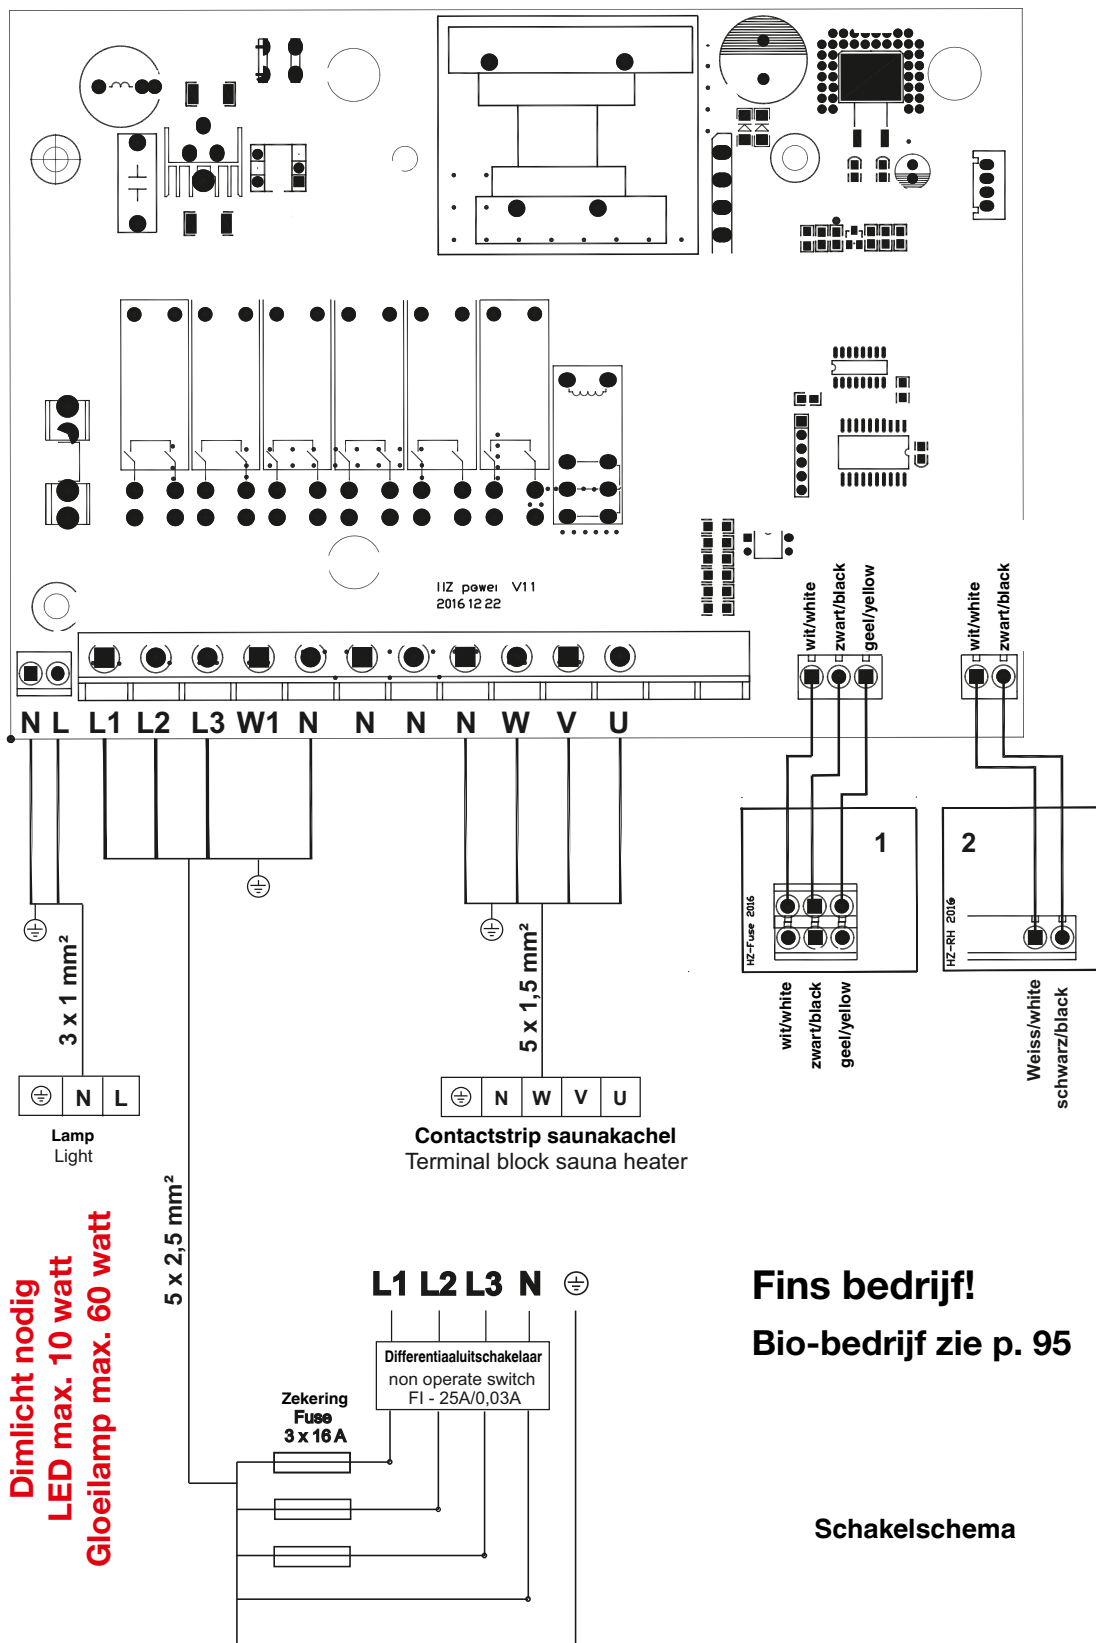 IIZ power V11
2016 12 22
wit/white
zwart/black
geel/yellow
wit/white
zwart/black
N L L1 L2 L3 W1 N N N N W V U
1
2
HZ-Fuse 2016
HZ-RH 2016
wit/white
zwart/black
geel/yellow
Weiss/white
schwarz/black
3 x 1 mm²
5 x 1,5 mm²
N L
Lamp
Light
N W V U
Contactstrip saunakachel
Terminal block sauna heater
5 x 2,5 mm²
Dimlicht nodig
LED max. 10 watt
Gloeilamp max. 60 watt
L1 L2 L3 N
Differentiaaluitschakelaar
non operate switch
FI - 25A/0,03A
Zekering
Fuse
3 x 16 A
Fins bedrijf!
Bio-bedrijf zie p. 95
Schakelschema